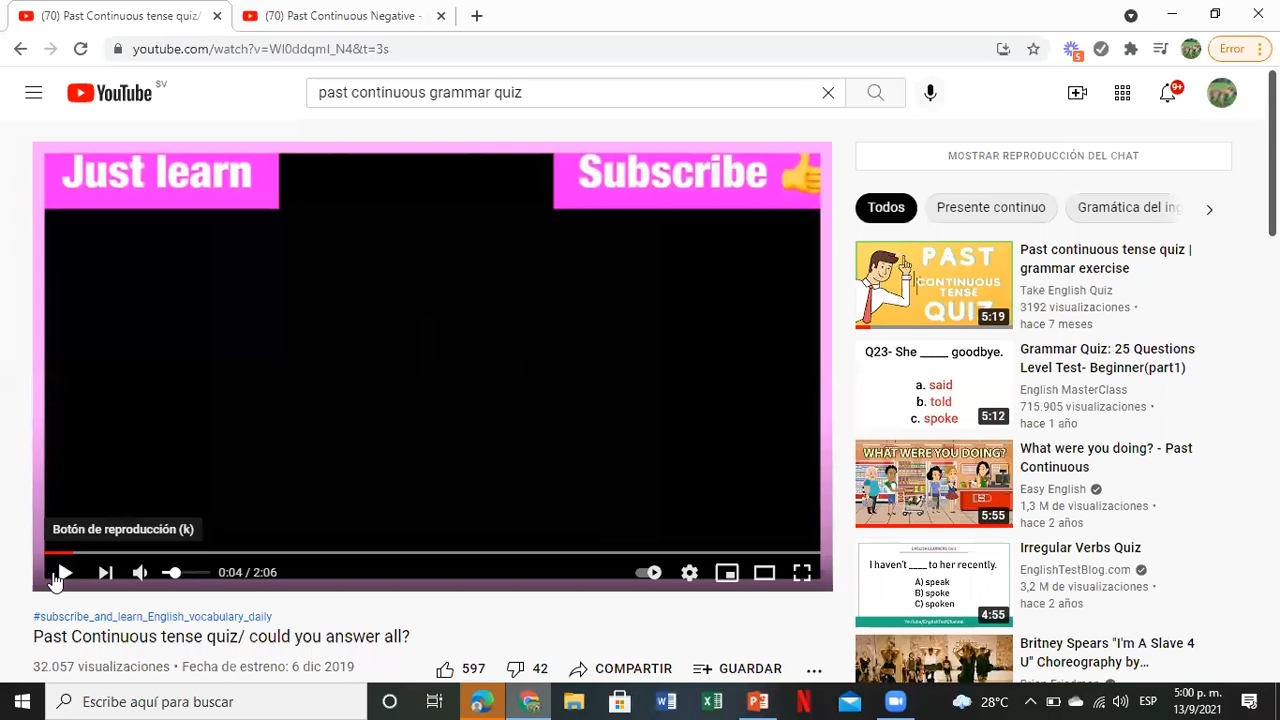 (70) Past Continuous tense quiz/
(70) Past Continuous Negative -
youtube.com/watch?v=WI0ddqmI_N4&t=3s
5
Error
YouTube SV
past continuous grammar quiz
9+
Just learn
Subscribe
Botón de reproducción (k)
0:04 / 2:06
#subscribe_and_learn_English_vocabulary_daily
Past Continuous tense quiz/ could you answer all?
32.057 visualizaciones • Fecha de estreno: 6 dic 2019
597
42
COMPARTIR
GUARDAR
MOSTRAR REPRODUCCIÓN DEL CHAT
Todos
Presente continuo
Gramática del ing
PAST
CONTINUOUS
TENSE
QUIZ
5:19
Past continuous tense quiz |
grammar exercise
Take English Quiz
3192 visualizaciones •
hace 7 meses
Q23- She _____ goodbye.
a. said
b. told
c. spoke
5:12
Grammar Quiz: 25 Questions
Level Test- Beginner(part1)
English MasterClass
715.905 visualizaciones •
hace 1 año
WHAT WERE YOU DOING?
5:55
What were you doing? - Past
Continuous
Easy English
1,3 M de visualizaciones •
hace 2 años
I haven't ____ to her recently.
A) speak
B) spoke
C) spoken
4:55
Irregular Verbs Quiz
EnglishTestBlog.com
3,2 M de visualizaciones •
hace 2 años
Britney Spears "I'm A Slave 4
U" Choreography by...
Escribe aquí para buscar
28°C
ESP
5:00 p. m.
13/9/2021